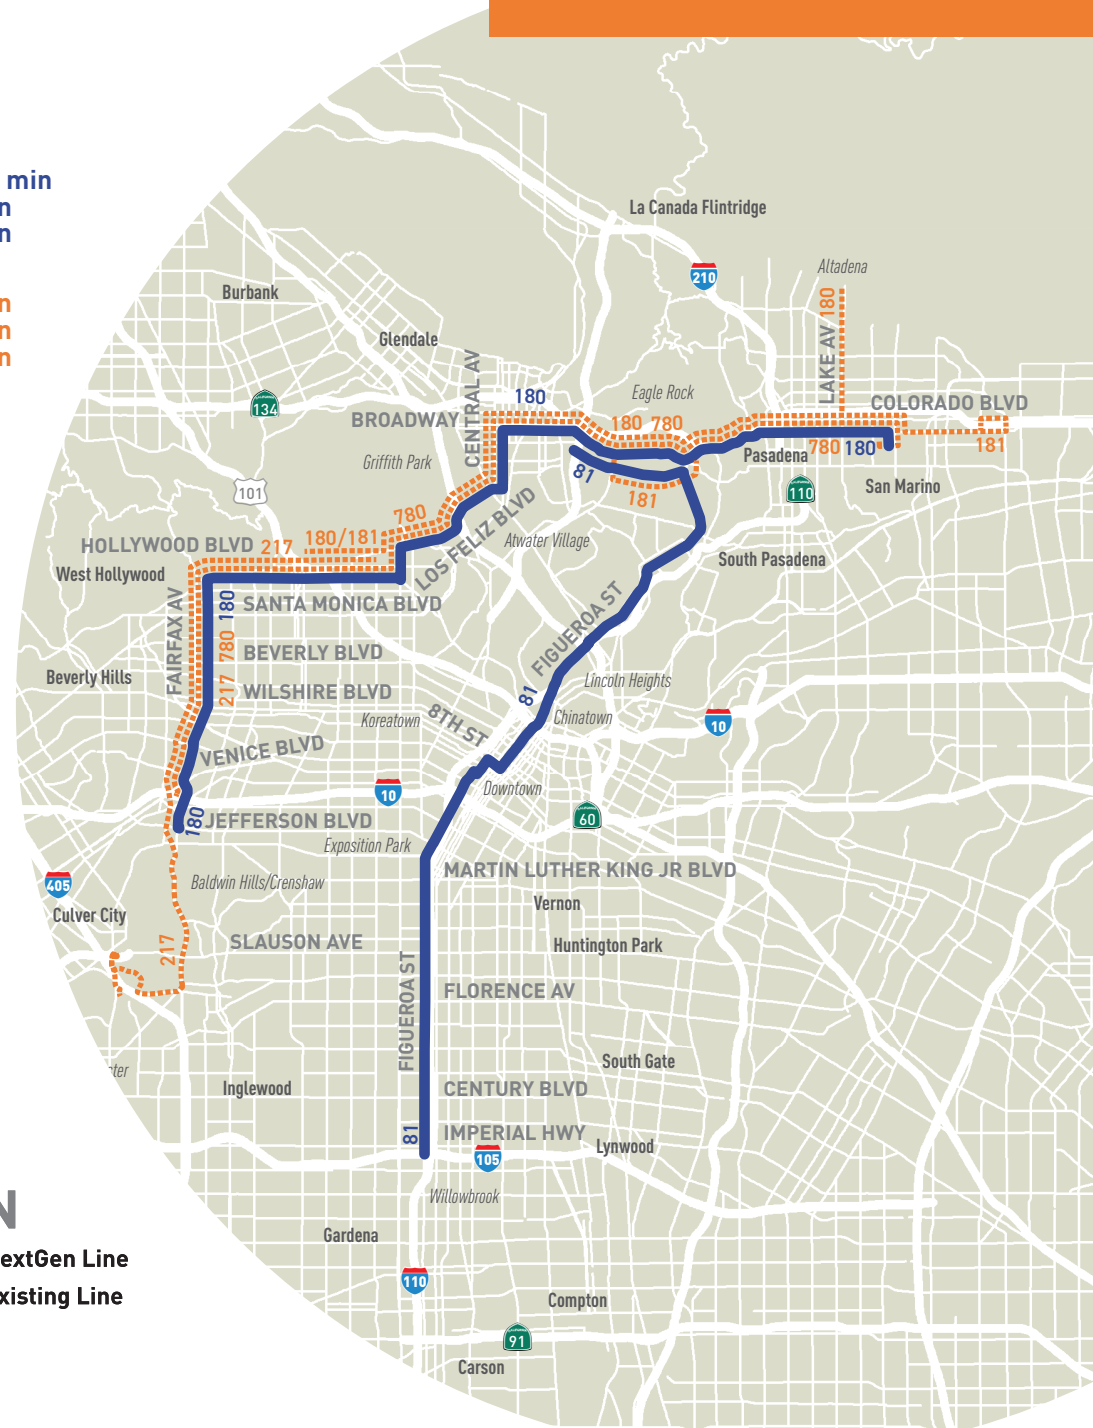 min
n
n
n
n
n
La Canada Flintridge
210
Altadena
Burbank
180
LAKE AV
Glendale
CENTRAL AV
180
Eagle Rock
134
BROADWAY
COLORADO BLVD
180 780
Griffith Park
Pasadena
780
180
181
81
181
101
110
San Marino
780
LOS FELIZ BLVD
HOLLYWOOD BLVD
217
180/181
Atwater Village
West Hollywood
South Pasadena
FAIRFAX AV
180
SANTA MONICA BLVD
FIGUEROA ST
780
BEVERLY BLVD
Beverly Hills
217
WILSHIRE BLVD
Lincoln Heights
81
Koreatown
8TH ST
Chinatown
10
VENICE BLVD
10
Downtown
180
JEFFERSON BLVD
60
Exposition Park
MARTIN LUTHER KING JR BLVD
405
Baldwin Hills/Crenshaw
Culver City
Vernon
217
SLAUSON AVE
Huntington Park
FIGUEROA ST
FLORENCE AV
South Gate
ster
Inglewood
CENTURY BLVD
81
IMPERIAL HWY
Lynwood
105
Willowbrook
N
Gardena
extGen Line
110
xisting Line
Compton
91
Carson